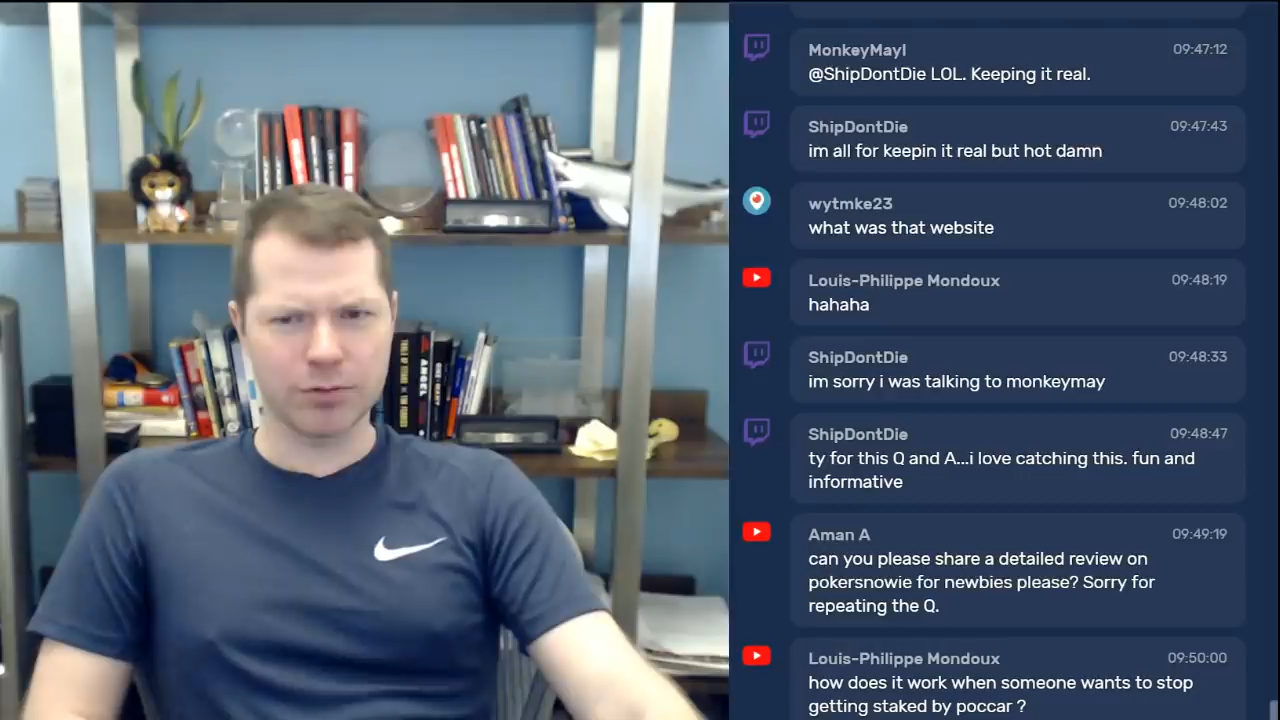 MonkeyMayI 09:47:12
@ShipDontDie LOL. Keeping it real.
ShipDontDie 09:47:43
im all for keepin it real but hot damn
wytmke23 09:48:02
what was that website
Louis-Philippe Mondoux 09:48:19
hahaha
ShipDontDie 09:48:33
im sorry i was talking to monkeymay
ShipDontDie 09:48:47
ty for this Q and A...i love catching this. fun and
informative
Aman A 09:49:19
can you please share a detailed review on
pokersnowie for newbies please? Sorry for
repeating the Q.
Louis-Philippe Mondoux 09:50:00
how does it work when someone wants to stop
getting staked by poccar ?
ANGEL